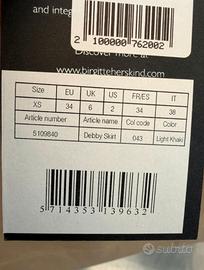 and integ
2 100000 762002
Discover more at
www.birgitteherskind.com
Size EU UK US FR/ES IT
XS 34 6 2 34 38
Article number Article name Col code Color
5109840 Debby Skirt 043 Light Khaki
5 714353 139632
subito